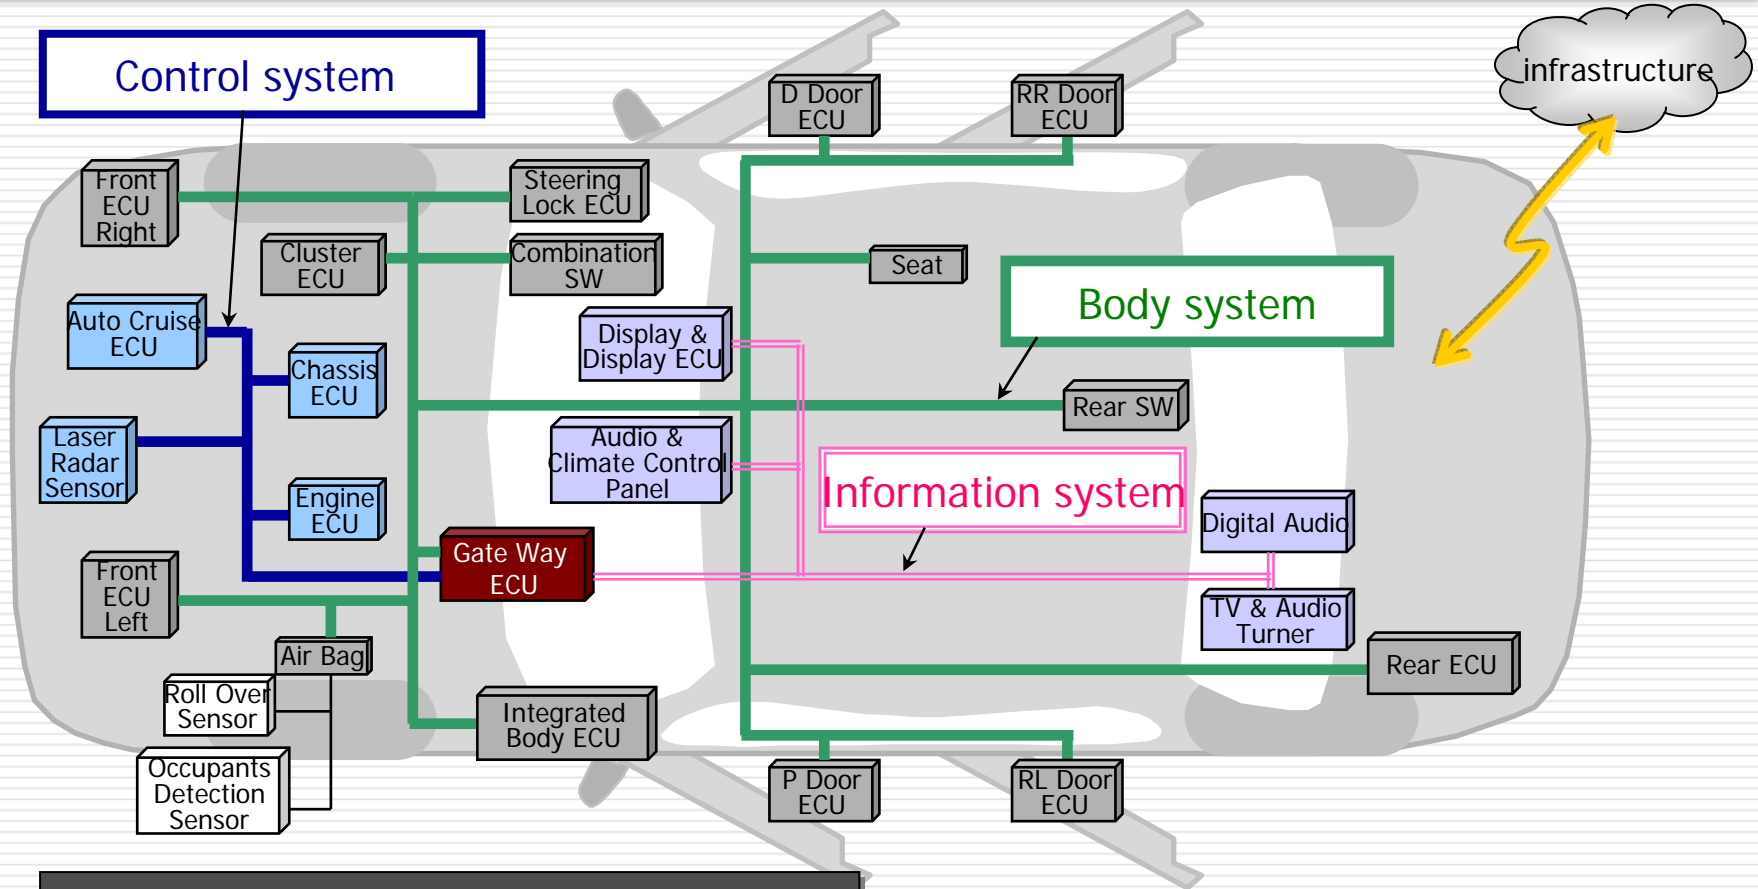 Control system
infrastructure
D Door
ECU
RR Door
ECU
Front
ECU
Right
Steering
Lock ECU
Cluster
ECU
Combination
SW
Seat
Body system
Auto Cruise
ECU
Display &
Display ECU
Chassis
ECU
Rear SW
Laser
Radar
Sensor
Audio &
Climate Control
Panel
Information system
Engine
ECU
Digital Audio
Gate Way
ECU
Front
ECU
Left
TV & Audio
Turner
Air Bag
Rear ECU
Roll Over
Sensor
Integrated
Body ECU
Occupants
Detection
Sensor
P Door
ECU
RL Door
ECU